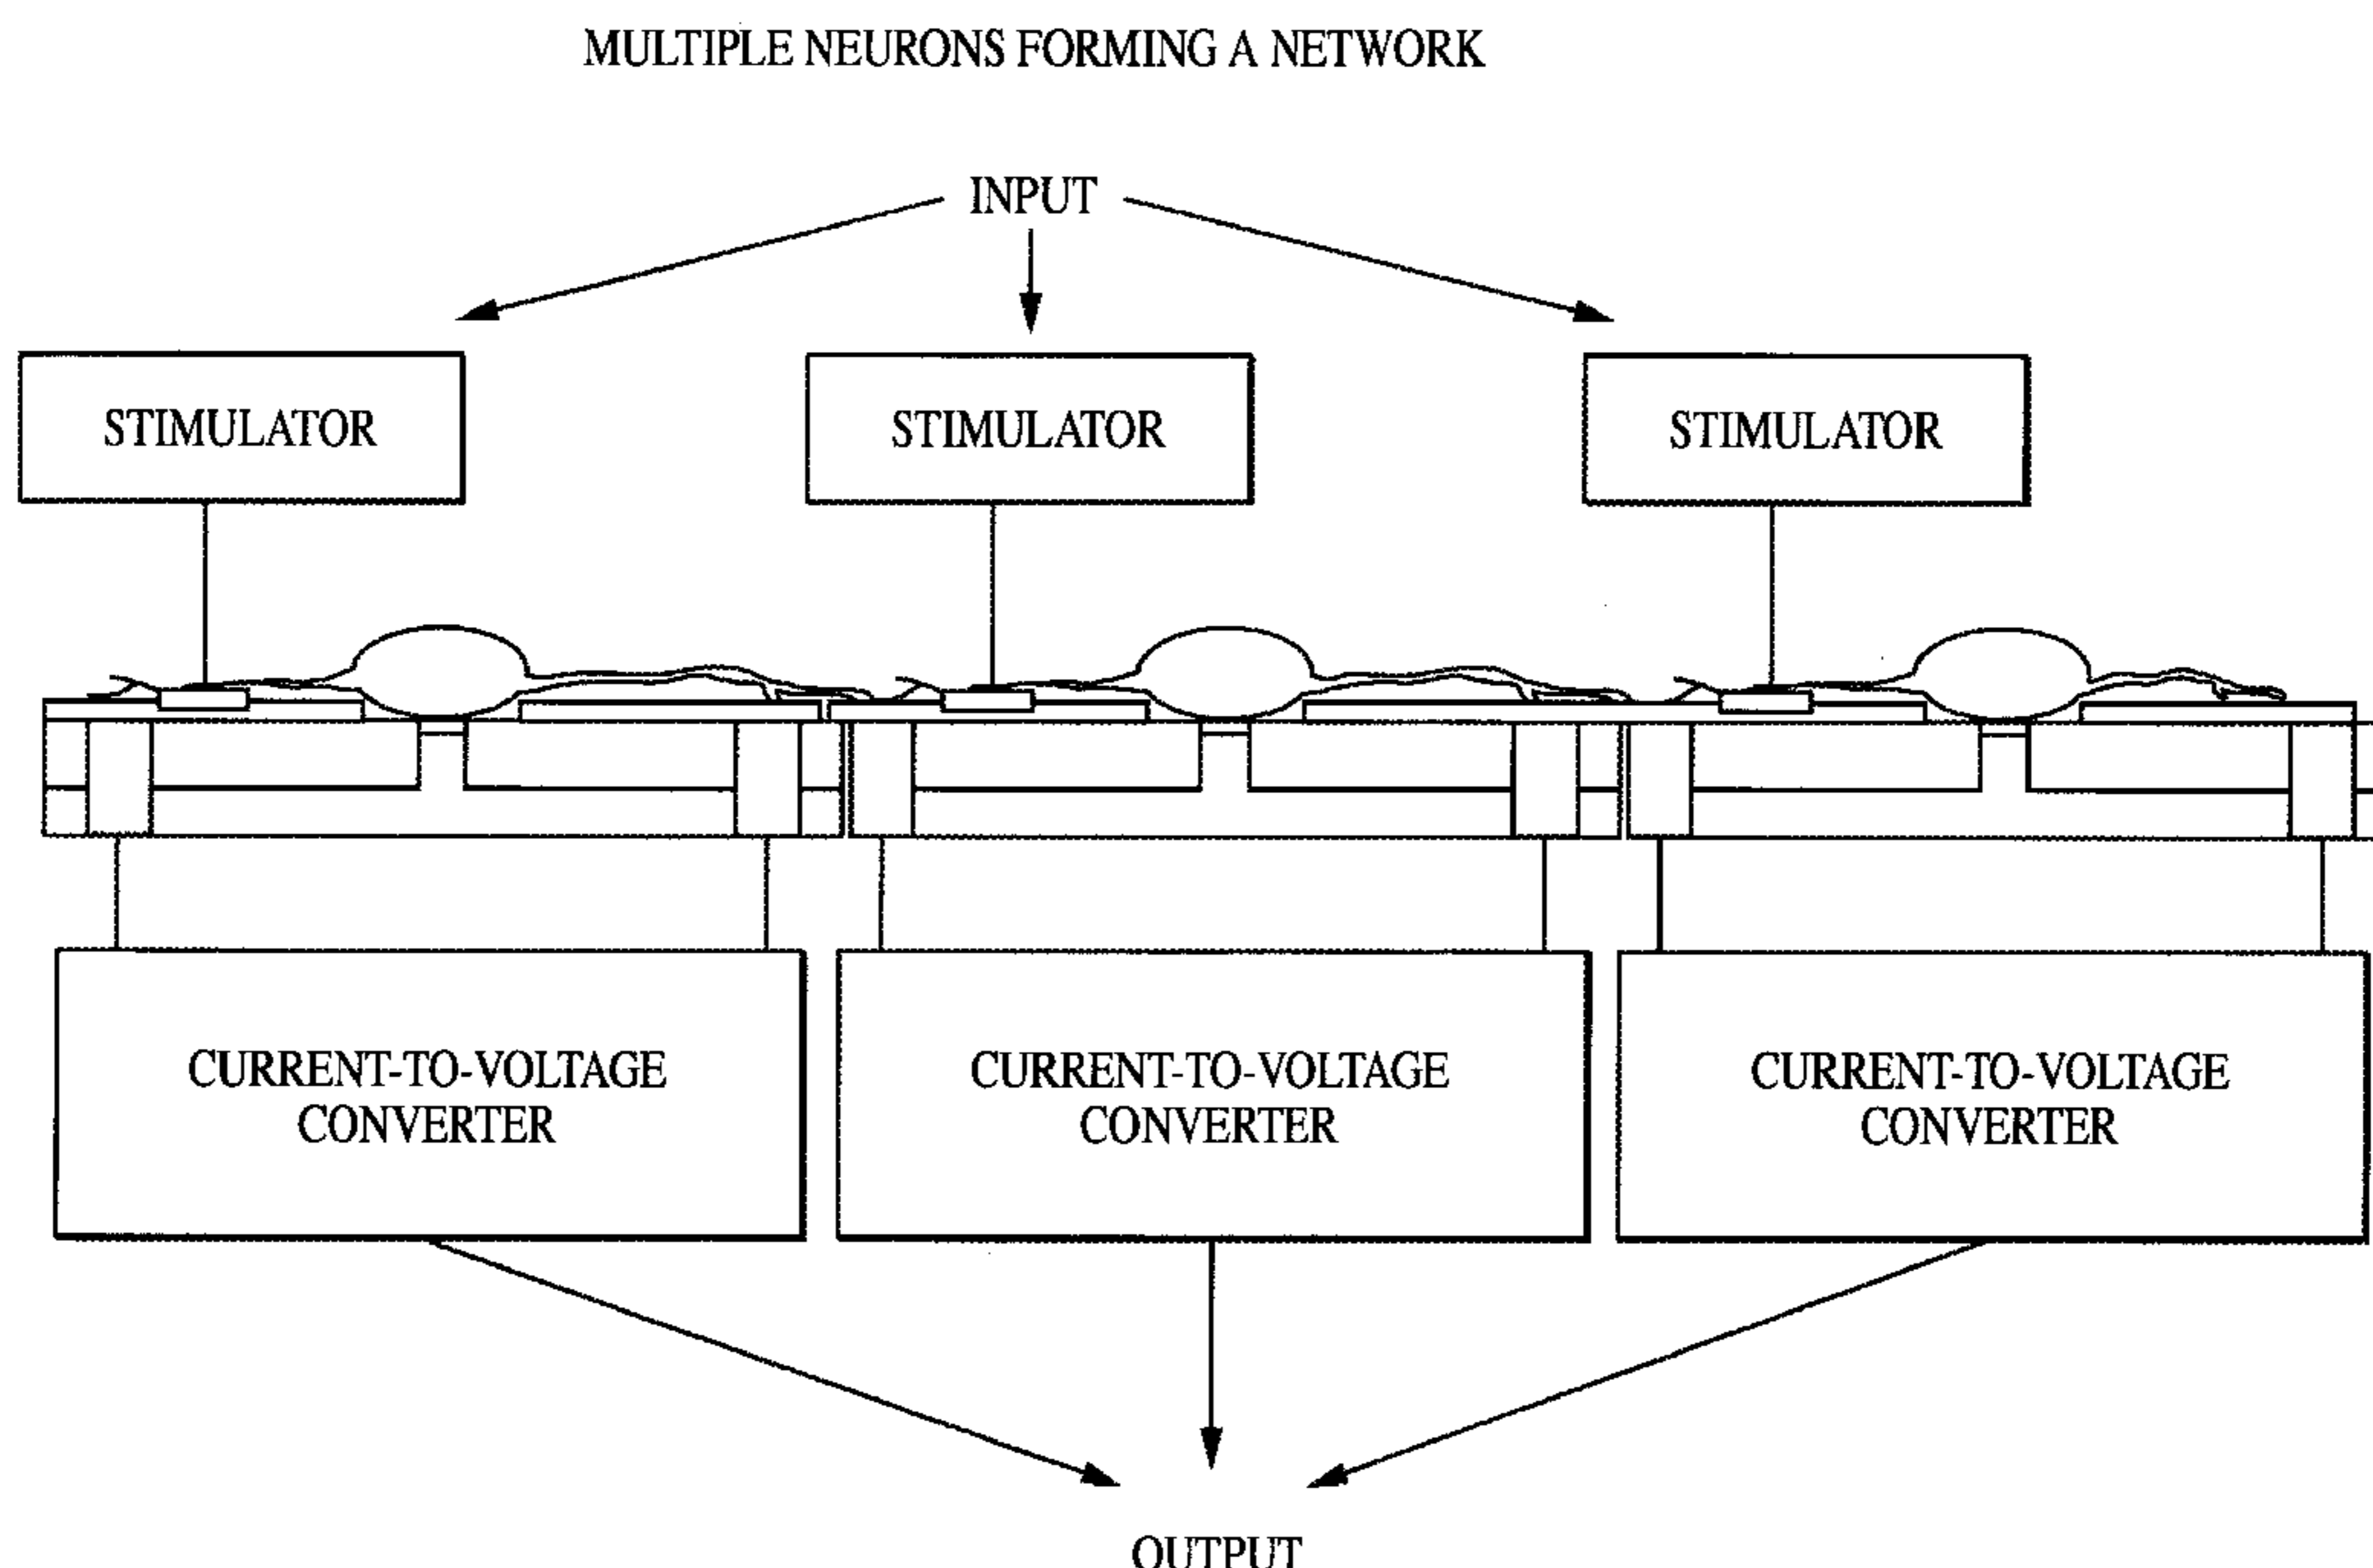 MULTIPLE NEURONS FORMING A NETWORK
INPUT
STIMULATOR
STIMULATOR
STIMULATOR
CURRENT-TO-VOLTAGE
CONVERTER
CURRENT-TO-VOLTAGE
CONVERTER
CURRENT-TO-VOLTAGE
CONVERTER
OUTPUT